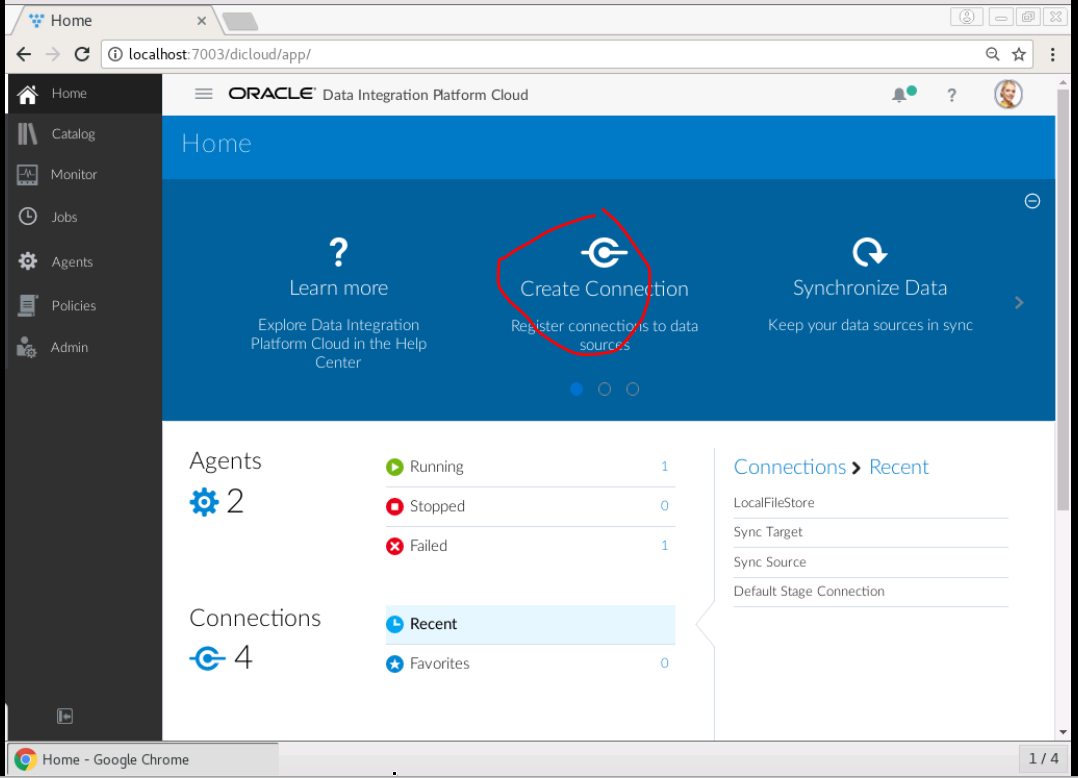 Home
localhost:7003/dicloud/app/
Home
Catalog
Monitor
Jobs
Agents
Policies
Admin
ORACLE® Data Integration Platform Cloud
?
Home
?
Learn more
Explore Data Integration
Platform Cloud in the Help
Center
Create Connection
Register connections to data
sources
Synchronize Data
Keep your data sources in sync
Agents
2
Running 1
Stopped 0
Failed 1
Connections
4
Recent
Favorites 0
Connections > Recent
LocalFileStore
Sync Target
Sync Source
Default Stage Connection
Home - Google Chrome
1 / 4